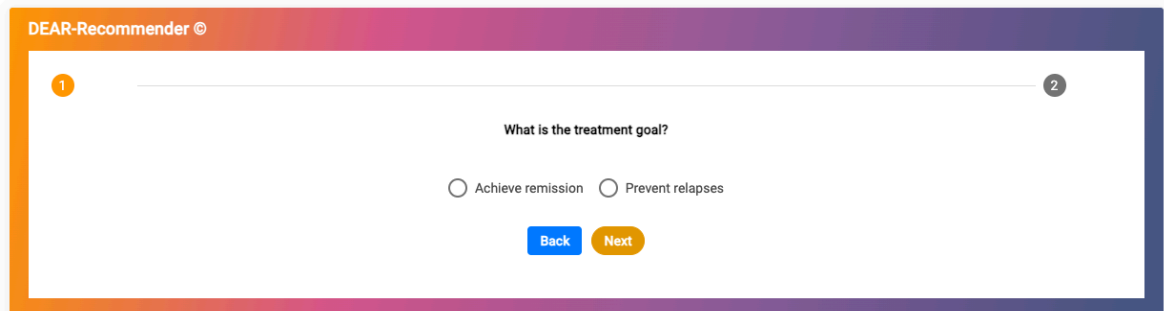 DEAR-Recommender ©
1 2
What is the treatment goal?
Achieve remission Prevent relapses
Back Next